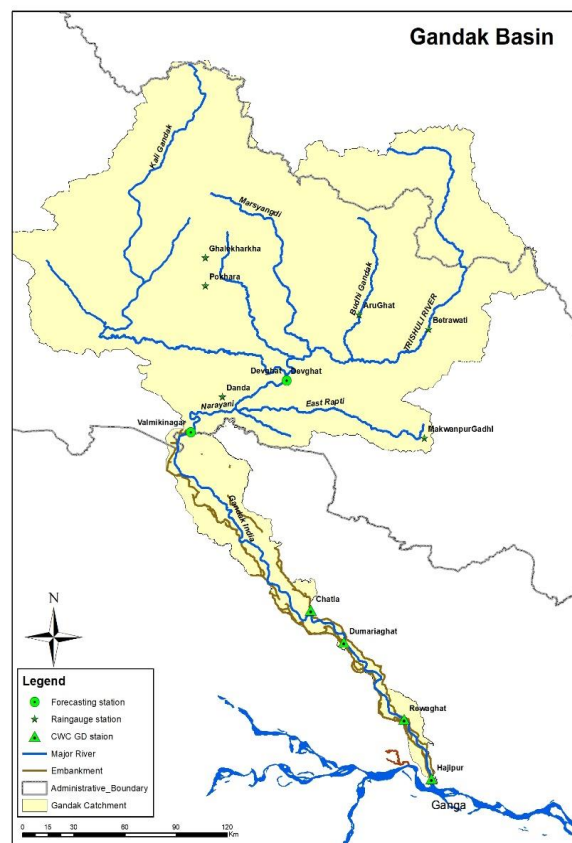 Gandak Basin
Kali Gandak
Marsyangdi
Ghalekharkha
Pokhara
Budhi Gandak
AruGhat
TRISHULI RIVER
Betrawati
Devghat Devghat
Danda
Narayani
East Rapti
Valmikinagar
MakwanpurGadhi
Gandak India
Chatia
Dumariaghat
Rewaghat
Hajipur
Ganga
N
Legend
Forecasting station
Raingauge station
CWC GD staion
Major River
Embankment
Administrative_Boundary
Gandak Catchment
0 15 30 60 90 120
Km